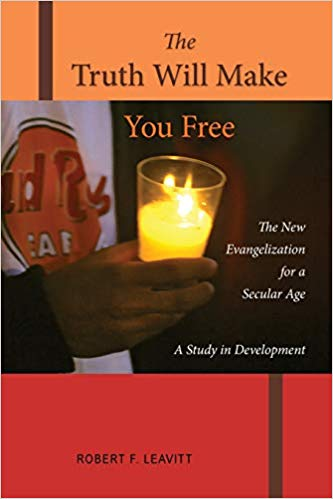 The
Truth Will Make
You Free
The New
Evangelization
for a
Secular Age
A Study in Development
ROBERT F. LEAVITT